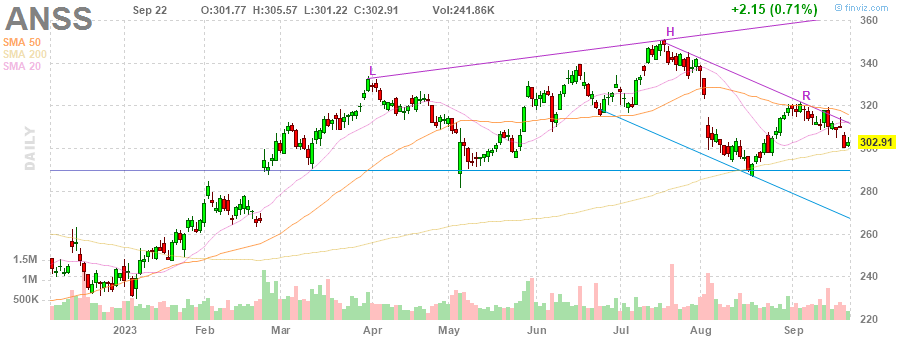 ANSS
Sep 22 O:301.77 H:305.57 L:301.22 C:302.91 Vol:241.86K +2.15 (0.71%) © finviz.com
SMA 50
SMA 200
SMA 20
DAILY
L
H
R
360
340
320
302.91
300
280
260
240
220
1.5M
1M
500K
2023 Feb Mar Apr May Jun Jul Aug Sep